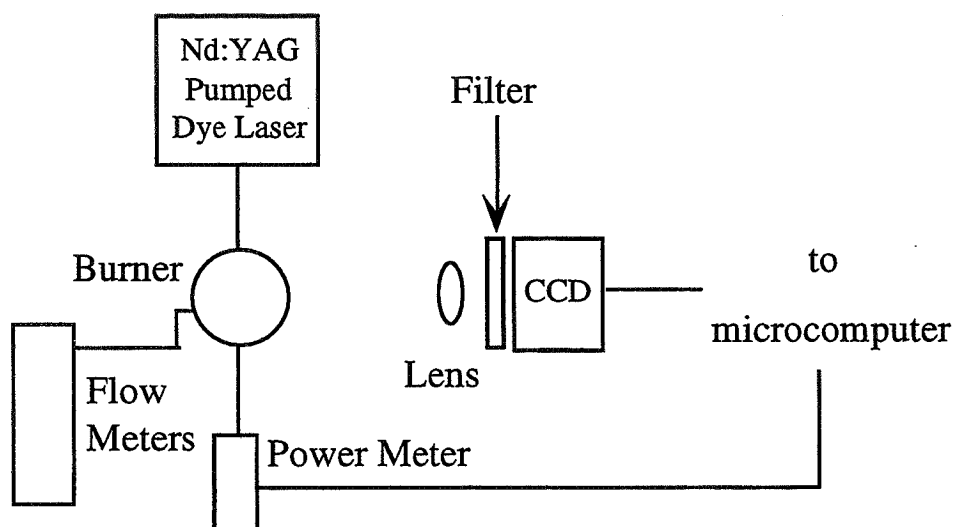 Nd:YAG
Pumped
Dye Laser
Filter
Burner
CCD
to
microcomputer
Lens
Flow
Meters
Power Meter